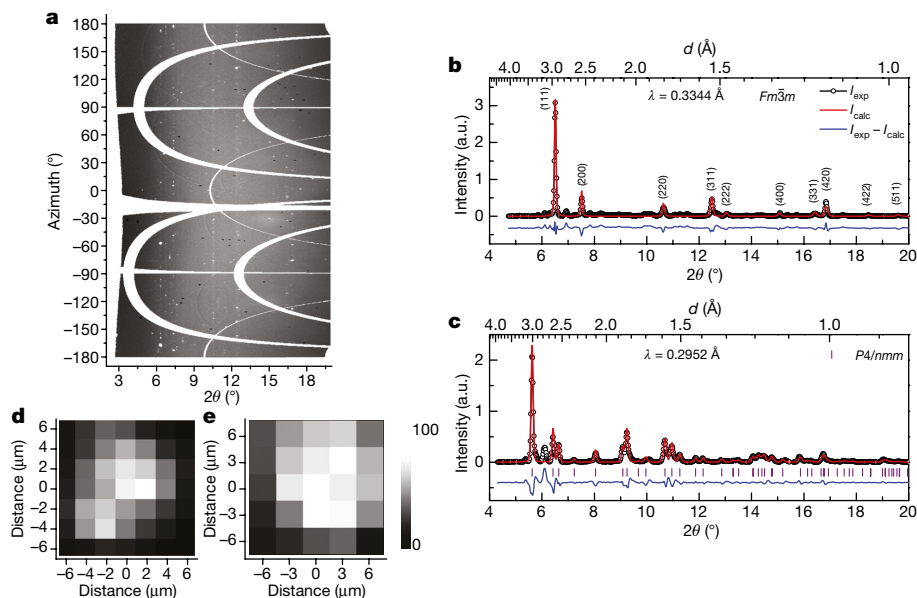 a
180
150
120
90
60
30
0
−30
−60
−90
−120
−150
−180
Azimuth (°)
3 6 9 12 15 18
2θ (°)
b
d (Å)
4.0 3.0 2.5 2.0 1.5 1.0
λ = 0.3344 Å Fm3̅m
Iexp
Icalc
Iexp – Icalc
(111)
(200)
(220)
(311)
(222)
(400)
(331)
(420)
(422)
(511)
3
2
1
0
Intensity (a.u.)
4 6 8 10 12 14 16 18 20
2θ (°)
c
d (Å)
4.0 3.0 2.5 2.0 1.5 1.0
λ = 0.2952 Å P4/nmm
2
1
0
Intensity (a.u.)
4 6 8 10 12 14 16 18 20
2θ (°)
d
6
4
2
0
−2
−4
−6
Distance (μm)
−6 −4 −2 0 2 4 6
Distance (μm)
e
6
3
0
−3
−6
Distance (μm)
−6 −3 0 3 6
Distance (μm)
100
0